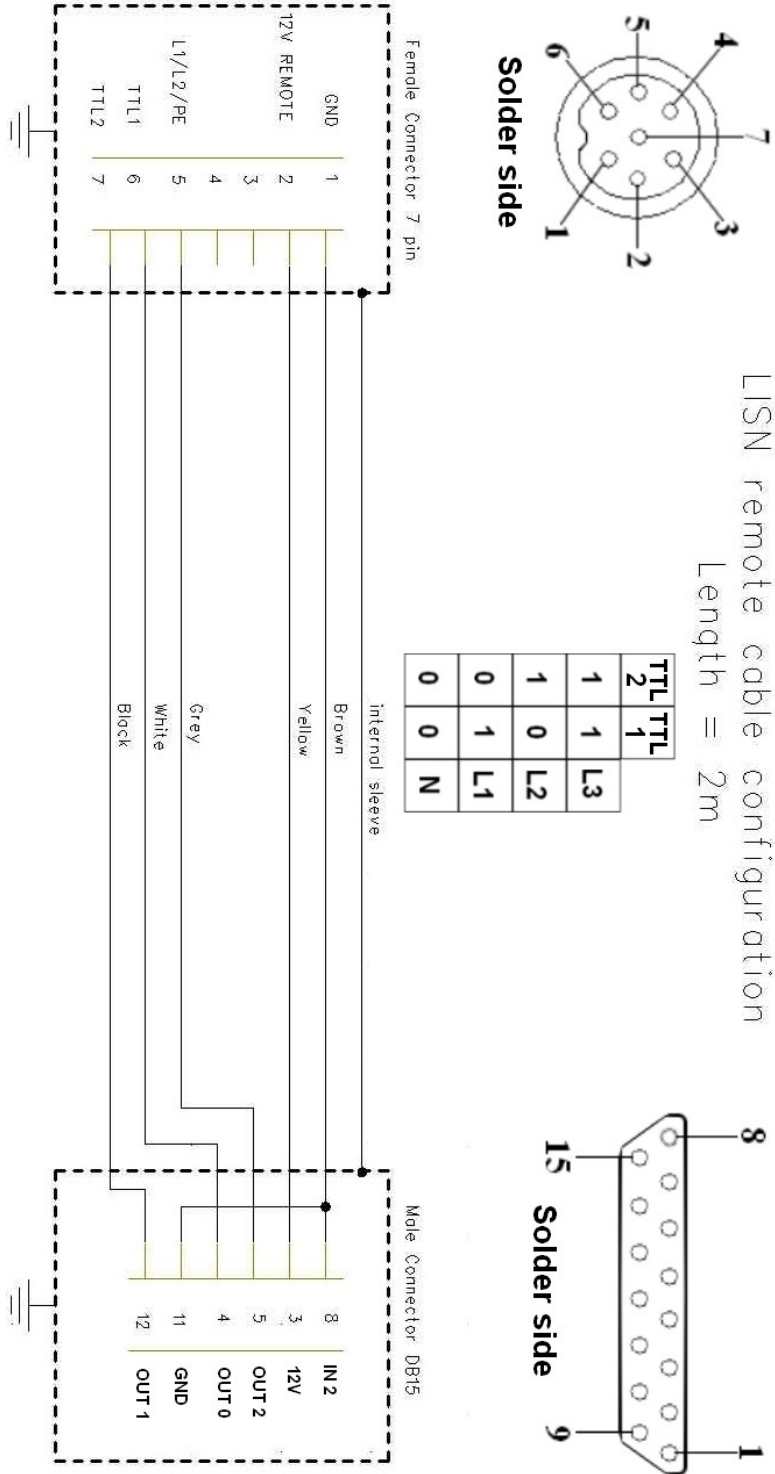 LISN remote cable configuration
Length = 2m
4
5
6
7
3
2
1
Solder side
8
15
1
9
Solder side
TTL 2 TTL 1
1 1 L3
1 0 L2
0 1 L1
0 0 N
Female Connector 7 pin
GND 1
12V REMOTE 2
3
4
L1/L2/PE 5
TTL1 6
TTL2 7
internal sleeve
Brown
Yellow
Grey
White
Black
Male Connector DB15
8 IN 2
3 12V
5 OUT 2
4 OUT 0
11 GND
12 OUT 1